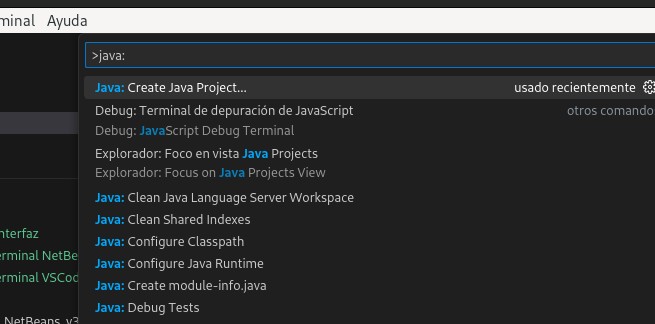 minal Ayuda
>java:
Java: Create Java Project... usado recientemente
Debug: Terminal de depuración de JavaScript otros comando
Debug: JavaScript Debug Terminal
Explorador: Foco en vista Java Projects
Explorador: Focus on Java Projects View
Java: Clean Java Language Server Workspace
Java: Clean Shared Indexes
nterfaz
Java: Configure Classpath
erminal NetBe
Java: Configure Java Runtime
erminal VSCod
Java: Create module-info.java
Java: Debug Tests
NetBeans v3